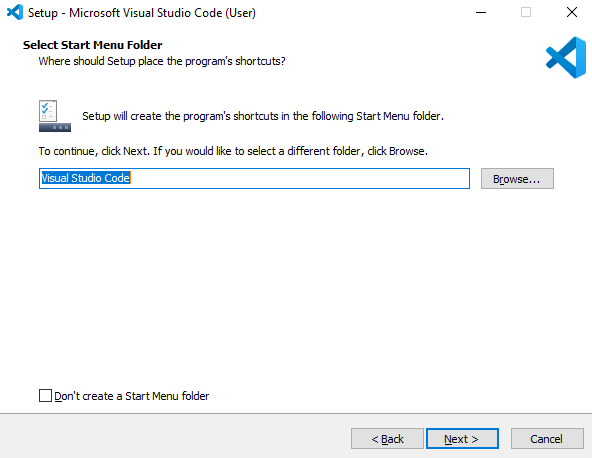 Setup - Microsoft Visual Studio Code (User)
Select Start Menu Folder
Where should Setup place the program's shortcuts?
Setup will create the program's shortcuts in the following Start Menu folder.
To continue, click Next. If you would like to select a different folder, click Browse.
Visual Studio Code
Browse...
Don't create a Start Menu folder
< Back
Next >
Cancel